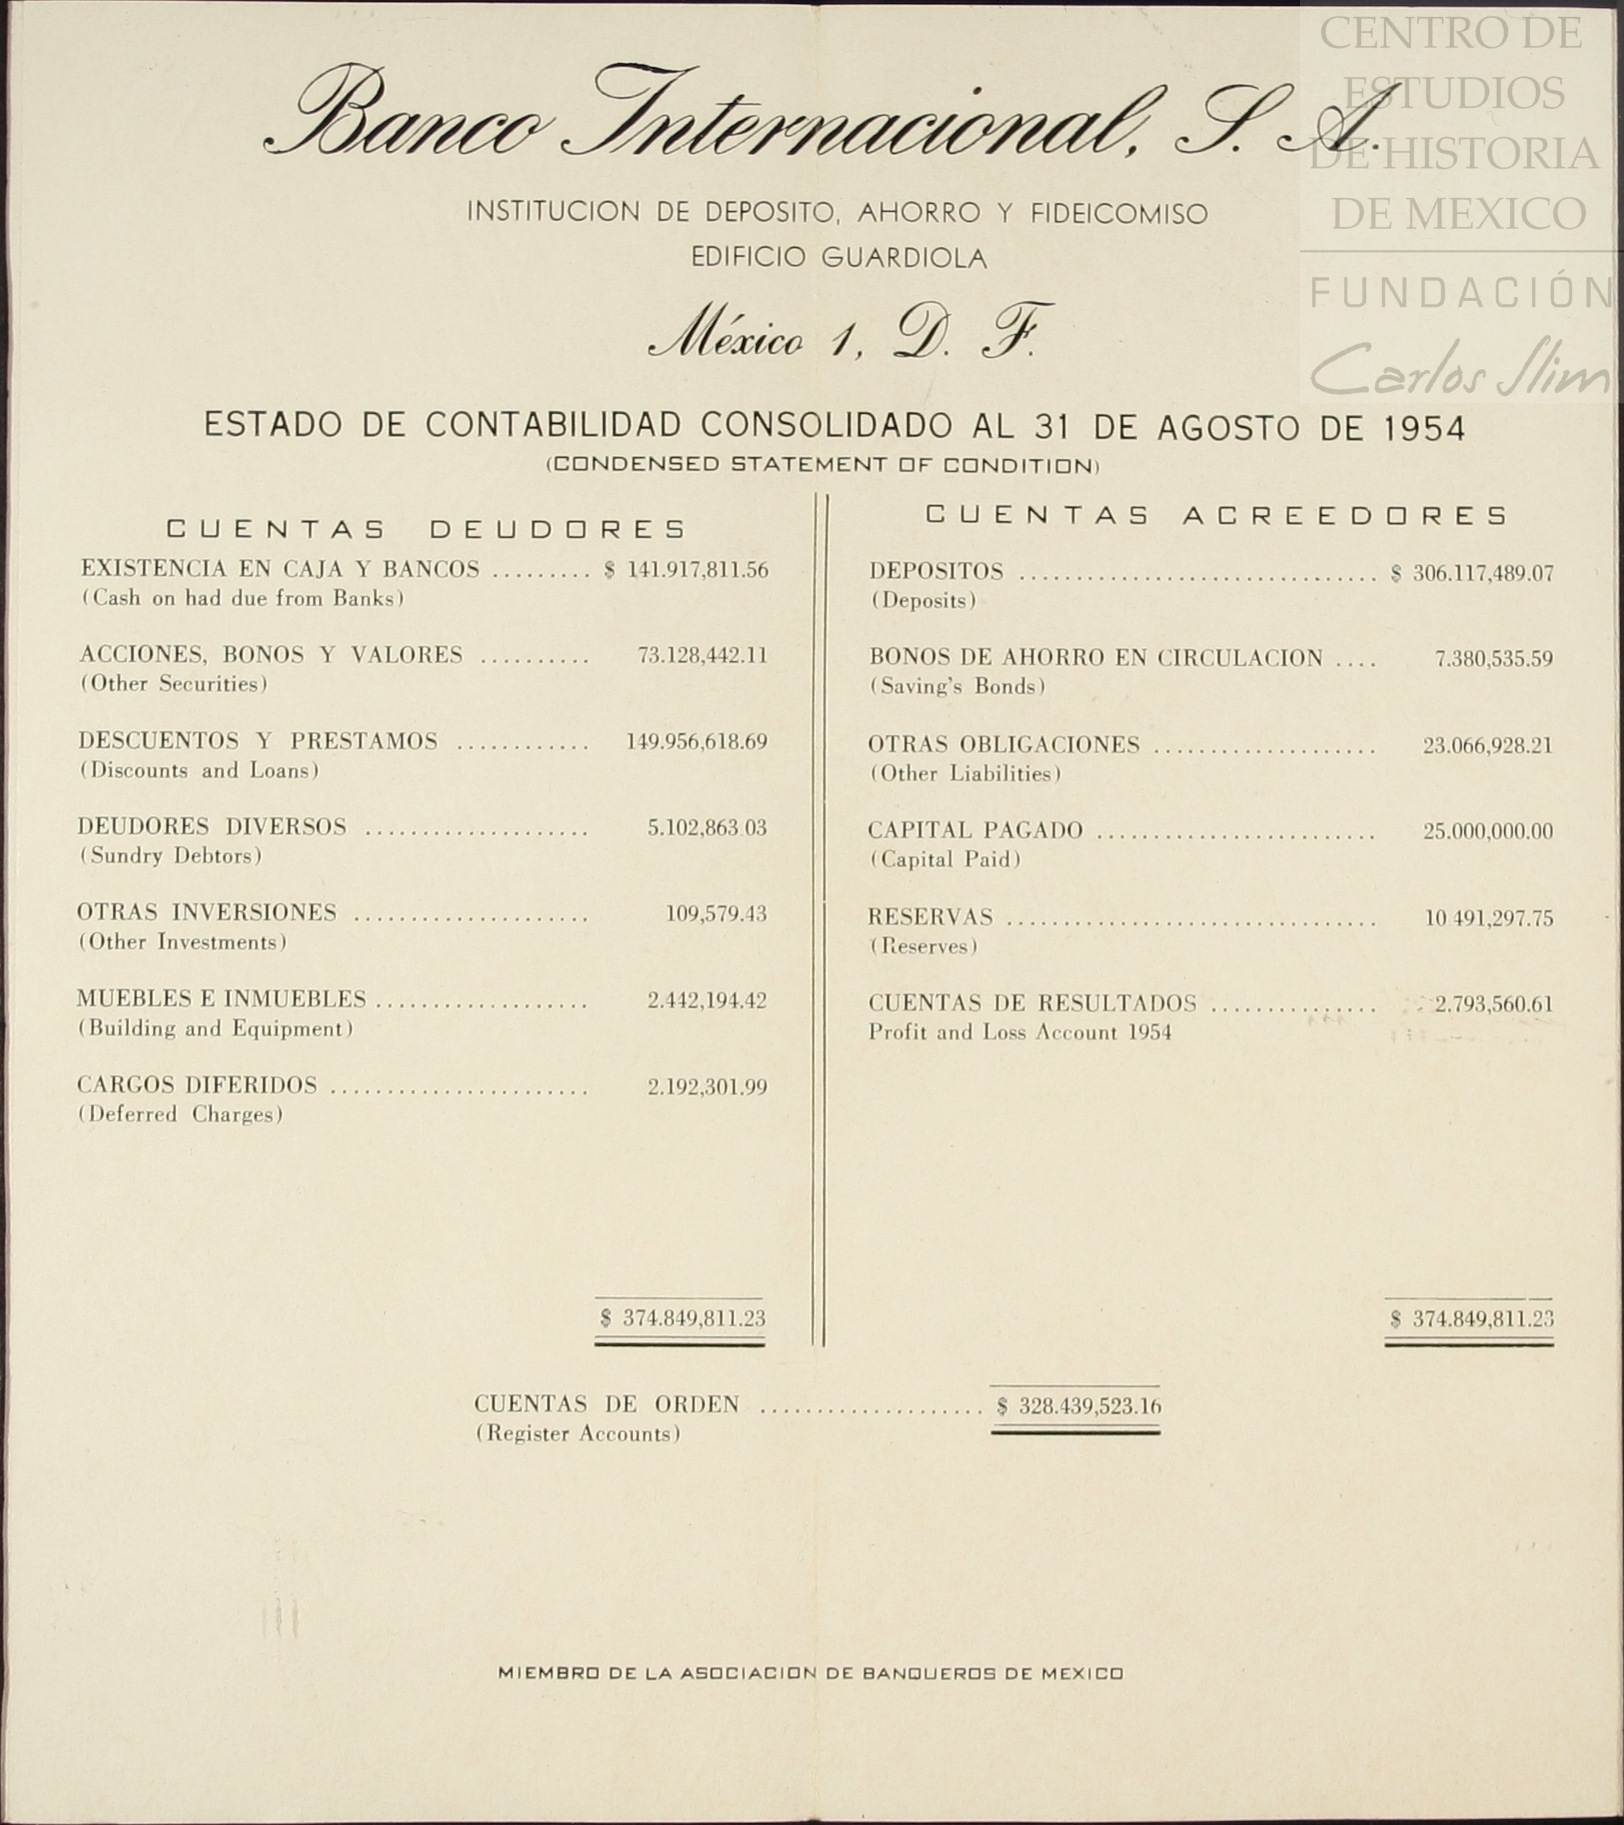 CENTRO DE
ESTUDIOS
DE HISTORIA
DE MEXICO
FUNDACIÓN
Carlos Slim
Banco Internacional, S. A.
INSTITUCION DE DEPOSITO, AHORRO Y FIDEICOMISO
EDIFICIO GUARDIOLA
México 1, D. F.
ESTADO DE CONTABILIDAD CONSOLIDADO AL 31 DE AGOSTO DE 1954
(CONDENSED STATEMENT OF CONDITION)
CUENTAS DEUDORES
EXISTENCIA EN CAJA Y BANCOS ......... $ 141.917,811.56
(Cash on had due from Banks)
ACCIONES, BONOS Y VALORES .......... 73.128,442.11
(Other Securities)
DESCUENTOS Y PRESTAMOS ............ 149.956,618.69
(Discounts and Loans)
DEUDORES DIVERSOS .................... 5.102,863.03
(Sundry Debtors)
OTRAS INVERSIONES ..................... 109,579.43
(Other Investments)
MUEBLES E INMUEBLES ................... 2.442,194.42
(Building and Equipment)
CARGOS DIFERIDOS ....................... 2.192,301.99
(Deferred Charges)
$ 374.849,811.23
CUENTAS ACREEDORES
DEPOSITOS ................................ $ 306.117,489.07
(Deposits)
BONOS DE AHORRO EN CIRCULACION .... 7.380,535.59
(Saving's Bonds)
OTRAS OBLIGACIONES .................... 23.066,928.21
(Other Liabilities)
CAPITAL PAGADO ......................... 25.000,000.00
(Capital Paid)
RESERVAS ................................. 10 491,297.75
(Reserves)
CUENTAS DE RESULTADOS ............... 2.793,560.61
Profit and Loss Account 1954
$ 374.849,811.23
CUENTAS DE ORDEN .................... $ 328.439,523.16
(Register Accounts)
MIEMBRO DE LA ASOCIACION DE BANQUEROS DE MEXICO